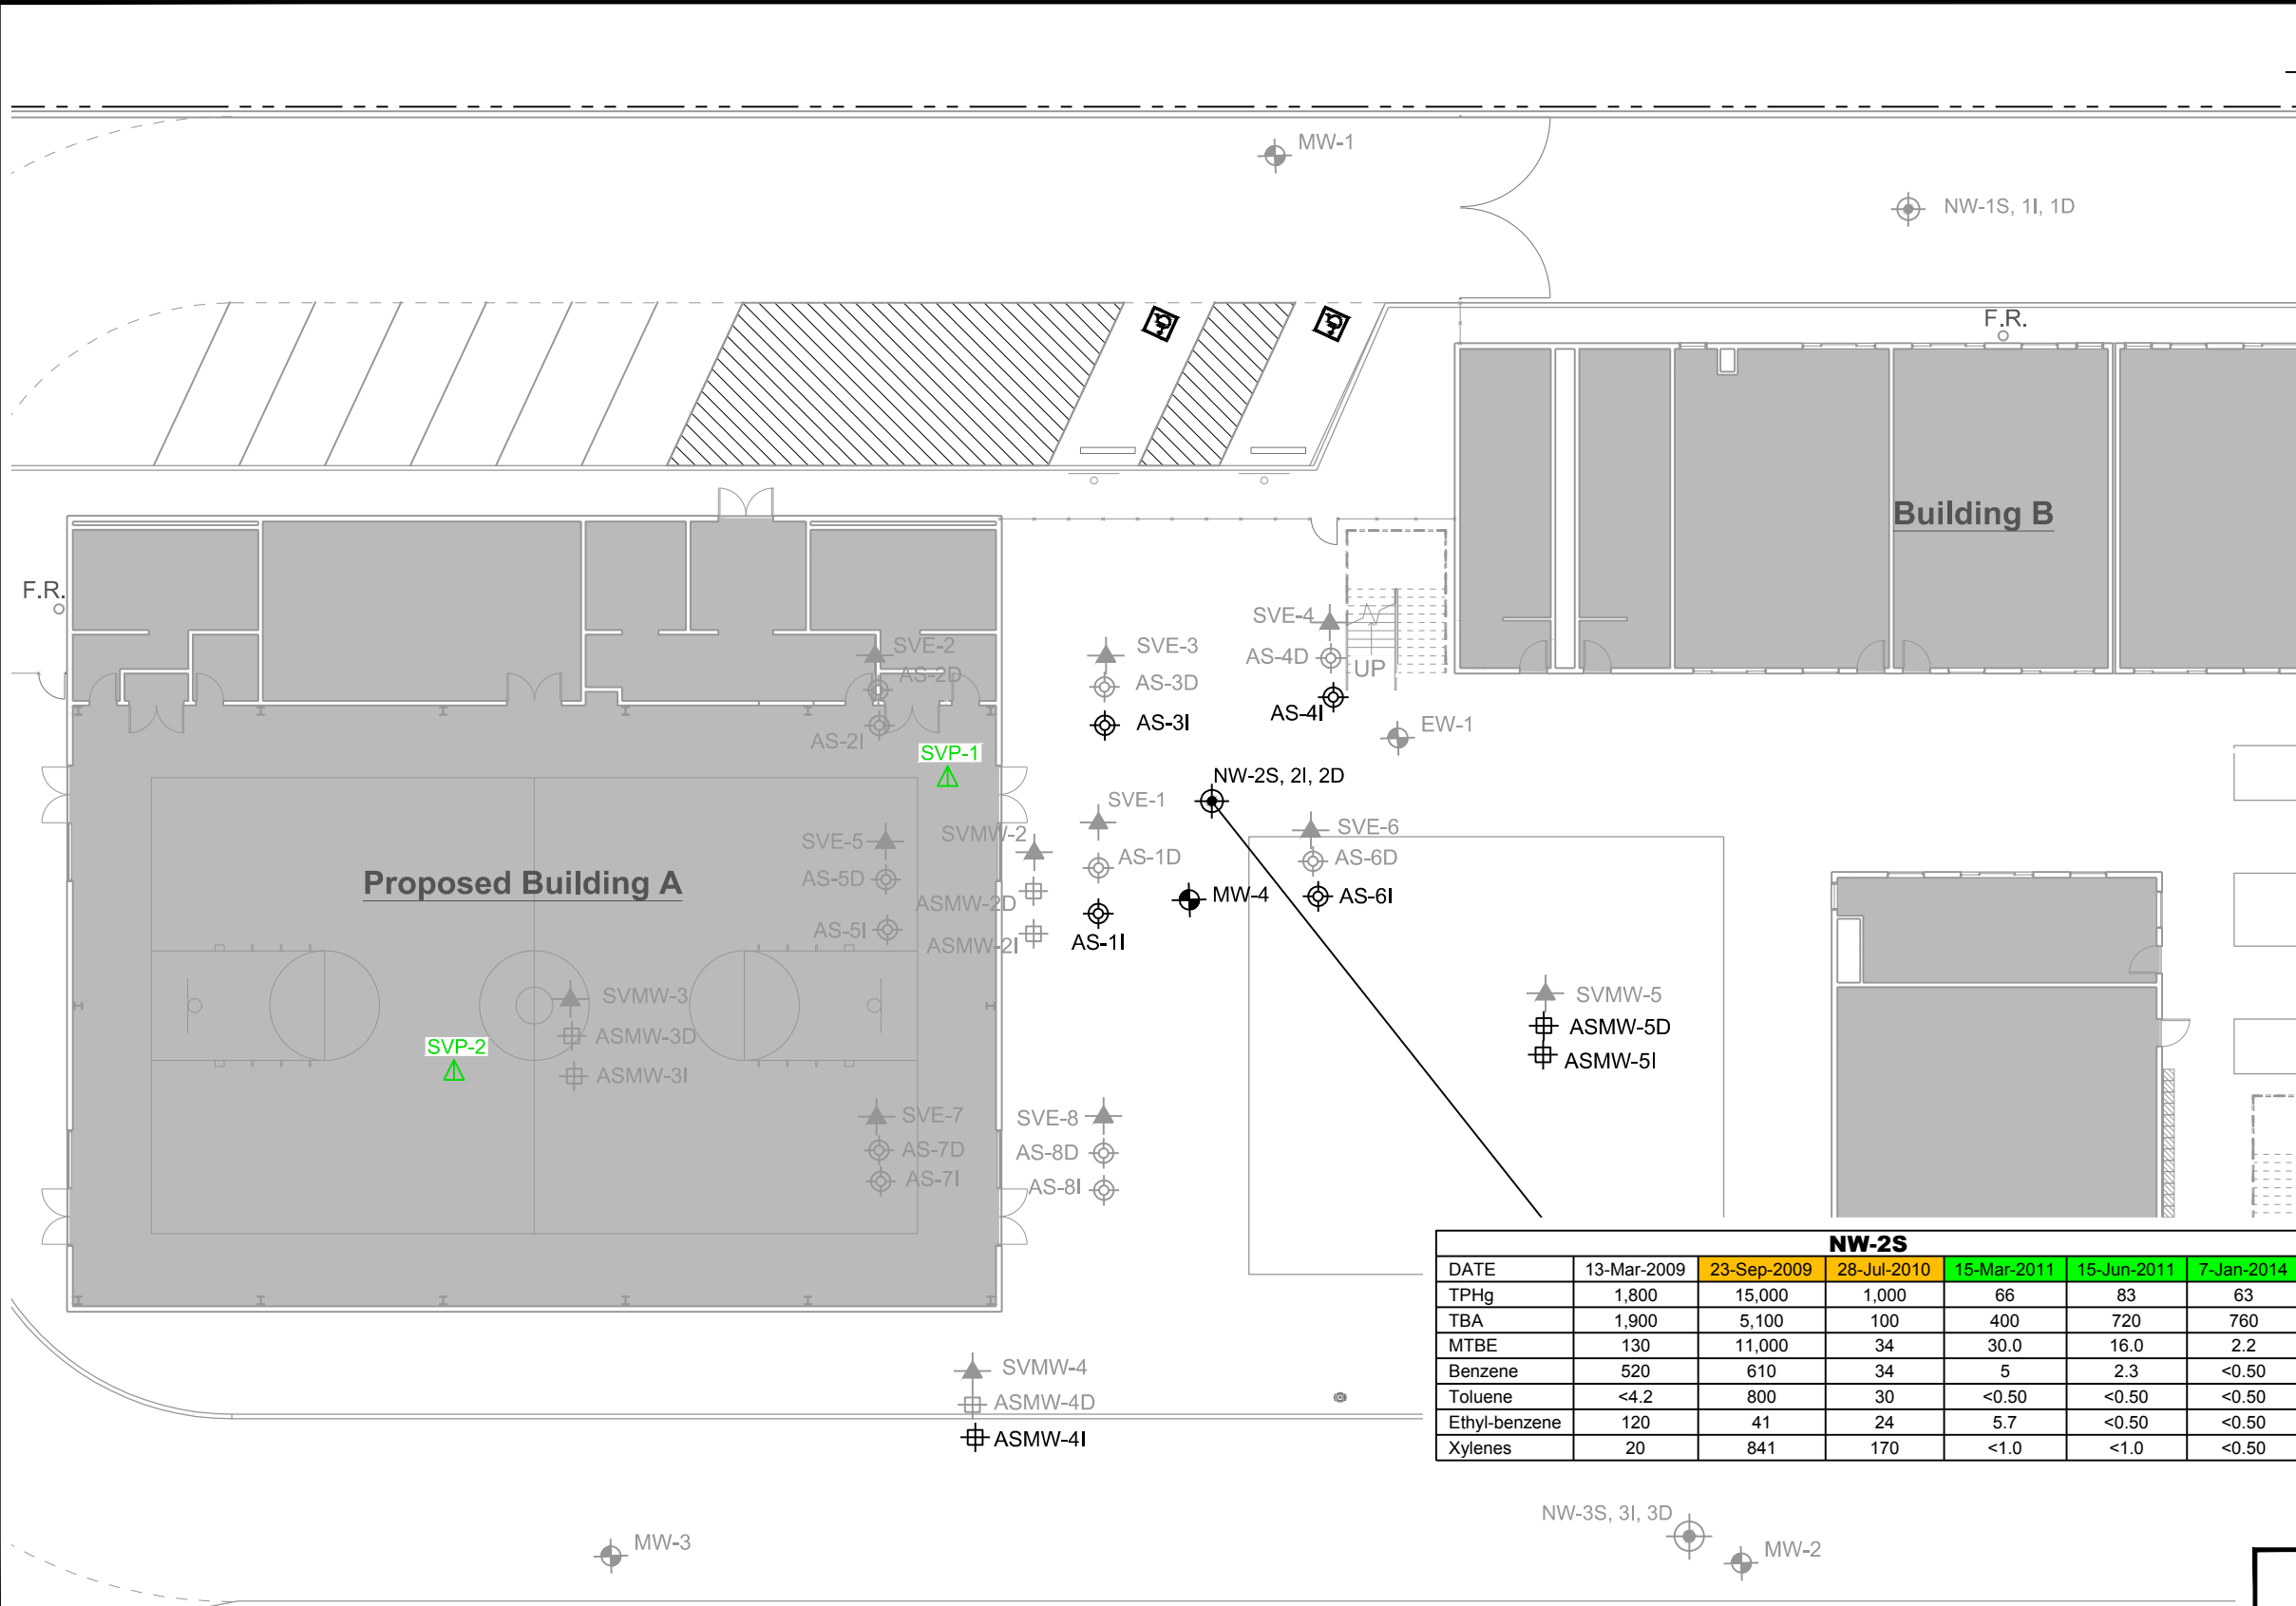 MW-1
NW-1S, 1I, 1D
F.R.
Building B
F.R.
SVE-2
AS-2D
AS-2I
SVP-1
SVE-3
AS-3D
AS-3I
SVE-4
AS-4D
AS-4I
UP
EW-1
NW-2S, 2I, 2D
Proposed Building A
SVE-5
AS-5D
AS-5I
SVMW-2
ASMW-2D
ASMW-2I
SVE-1
AS-1D
AS-1I
MW-4
SVE-6
AS-6D
AS-6I
SVMW-3
ASMW-3D
ASMW-3I
SVP-2
SVMW-5
ASMW-5D
ASMW-5I
SVE-7
AS-7D
AS-7I
SVE-8
AS-8D
AS-8I
NW-2S
DATE 13-Mar-2009 23-Sep-2009 28-Jul-2010 15-Mar-2011 15-Jun-2011 7-Jan-2014
TPHg 1,800 15,000 1,000 66 83 63
TBA 1,900 5,100 100 400 720 760
MTBE 130 11,000 34 30.0 16.0 2.2
Benzene 520 610 34 5 2.3 <0.50
Toluene <4.2 800 30 <0.50 <0.50 <0.50
Ethyl-benzene 120 41 24 5.7 <0.50 <0.50
Xylenes 20 841 170 <1.0 <1.0 <0.50
SVMW-4
ASMW-4D
ASMW-4I
MW-3
NW-3S, 3I, 3D
MW-2